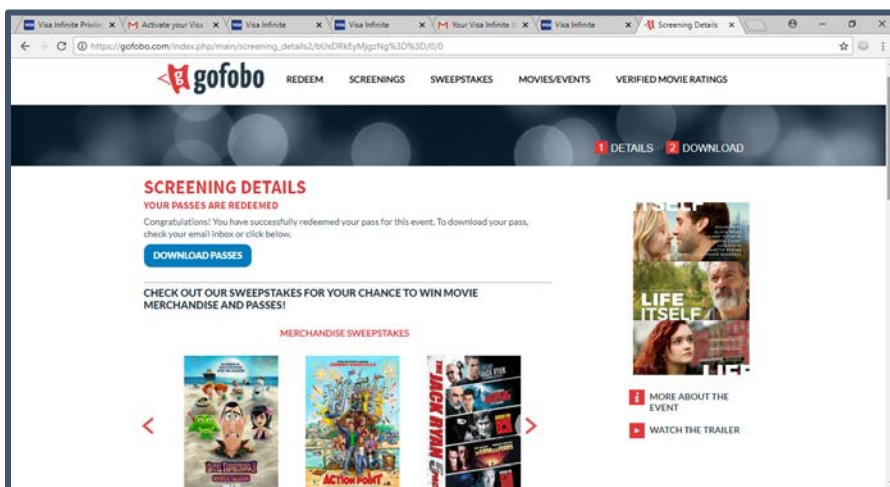 Visa Infinite Privile
Activate your Visa
Visa Infinite
Visa Infinite
Your Visa Infinite V
Visa Infinite
Screening Details
https://gofobo.com/index.php/main/screening_details2/bUxDRkEyMjgzNg%3D%3D/0/0
gofobo
REDEEM
SCREENINGS
SWEEPSTAKES
MOVIES/EVENTS
VERIFIED MOVIE RATINGS
1 DETAILS
2 DOWNLOAD
SCREENING DETAILS
YOUR PASSES ARE REDEEMED
Congratulations! You have successfully redeemed your pass for this event. To download your pass,
check your email inbox or click below.
DOWNLOAD PASSES
CHECK OUT OUR SWEEPSTAKES FOR YOUR CHANCE TO WIN MOVIE
MERCHANDISE AND PASSES!
MERCHANDISE SWEEPSTAKES
ACTION POINT
THE JACK RYAN
ITSELF
LIFE
ITSELF
LIFE
MORE ABOUT THE
EVENT
WATCH THE TRAILER